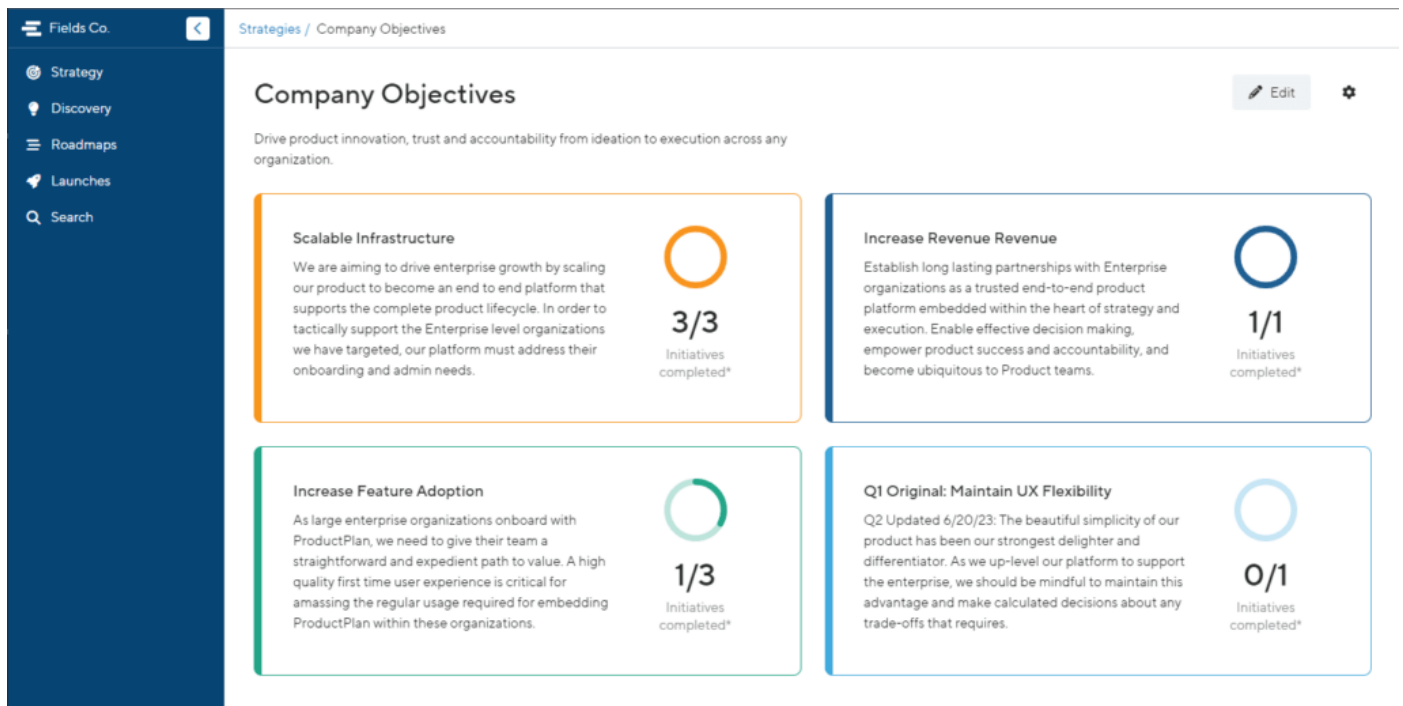 Fields Co.
Strategies / Company Objectives
Strategy
Discovery
Roadmaps
Launches
Search
Company Objectives
Edit
Drive product innovation, trust and accountability from ideation to execution across any
organization.
Scalable Infrastructure
We are aiming to drive enterprise growth by scaling
our product to become an end to end platform that
supports the complete product lifecycle. In order to
tactically support the Enterprise level organizations
we have targeted, our platform must address their
onboarding and admin needs.
3/3
Initiatives
completed*
Increase Revenue Revenue
Establish long lasting partnerships with Enterprise
organizations as a trusted end-to-end product
platform embedded within the heart of strategy and
execution. Enable effective decision making,
empower product success and accountability, and
become ubiquitous to Product teams.
1/1
Initiatives
completed*
Increase Feature Adoption
As large enterprise organizations onboard with
ProductPlan, we need to give their team a
straightforward and expedient path to value. A high
quality first time user experience is critical for
amassing the regular usage required for embedding
ProductPlan within these organizations.
1/3
Initiatives
completed*
Q1 Original: Maintain UX Flexibility
Q2 Updated 6/20/23: The beautiful simplicity of our
product has been our strongest delighter and
differentiator. As we up-level our platform to support
the enterprise, we should be mindful to maintain this
advantage and make calculated decisions about any
trade-offs that requires.
0/1
Initiatives
completed*